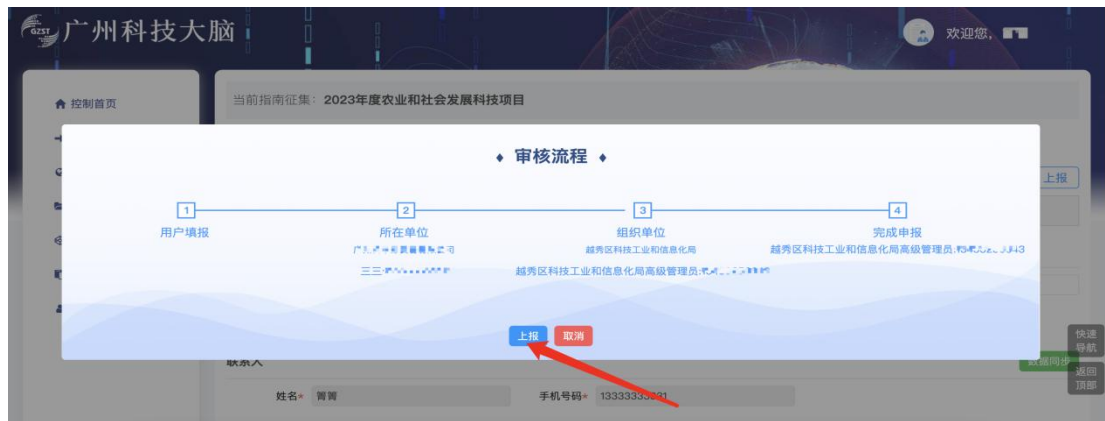 GZST 广州科技大脑
欢迎您,
控制首页
当前指南征集: 2023年度农业和社会发展科技项目
审核流程
上报
1 2 3 4
用户填报 所在单位 组织单位 完成申报
越秀区科技工业和信息化局 越秀区科技工业和信息化局高级管理员:
越秀区科技工业和信息化局高级管理员:
上报 取消
快速
导航
联系人 数据同步
返回
顶部
姓名* 菁菁 手机号码* 13333333331